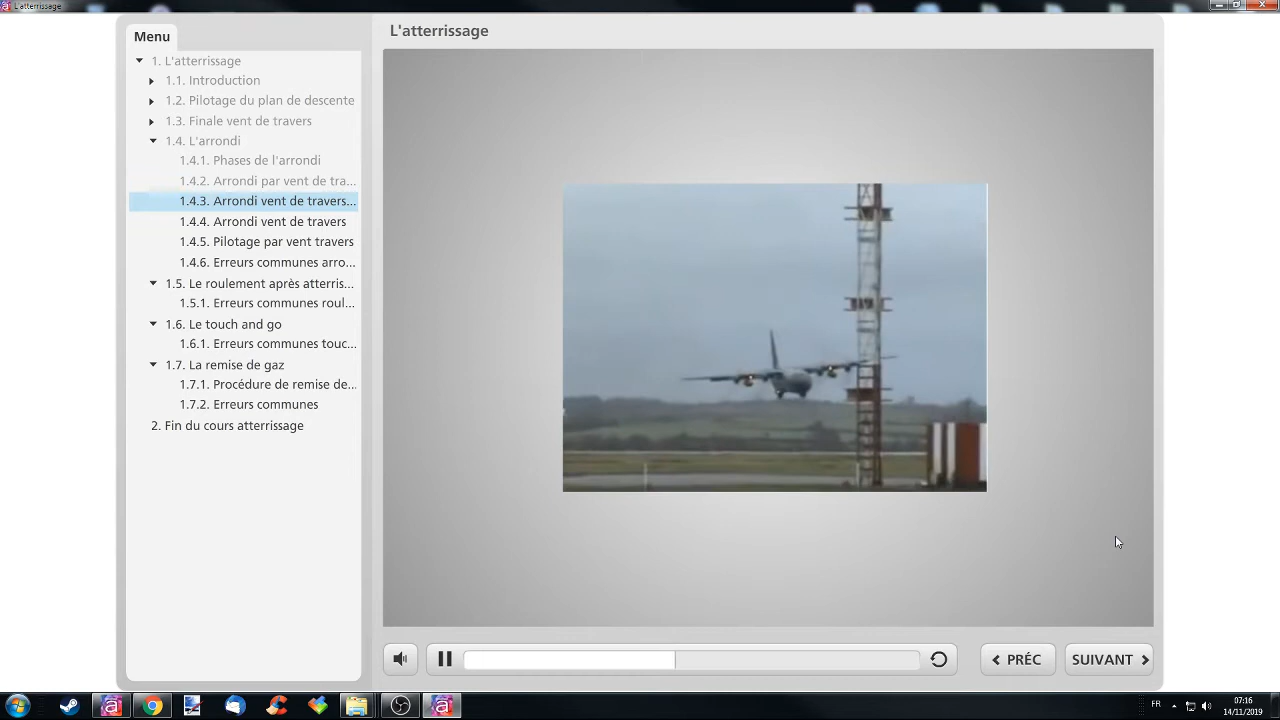 L'atterrissage
Menu
L'atterrissage
1. L'atterrissage
1.1. Introduction
1.2. Pilotage du plan de descente
1.3. Finale vent de travers
1.4. L'arrondi
1.4.1. Phases de l'arrondi
1.4.2. Arrondi par vent de tra...
1.4.3. Arrondi vent de travers...
1.4.4. Arrondi vent de travers
1.4.5. Pilotage par vent travers
1.4.6. Erreurs communes arro...
1.5. Le roulement après atterris...
1.5.1. Erreurs communes roul...
1.6. Le touch and go
1.6.1. Erreurs communes touc...
1.7. La remise de gaz
1.7.1. Procédure de remise de...
1.7.2. Erreurs communes
2. Fin du cours atterrissage
PRÉC
SUIVANT
FR
07:16
14/11/2019